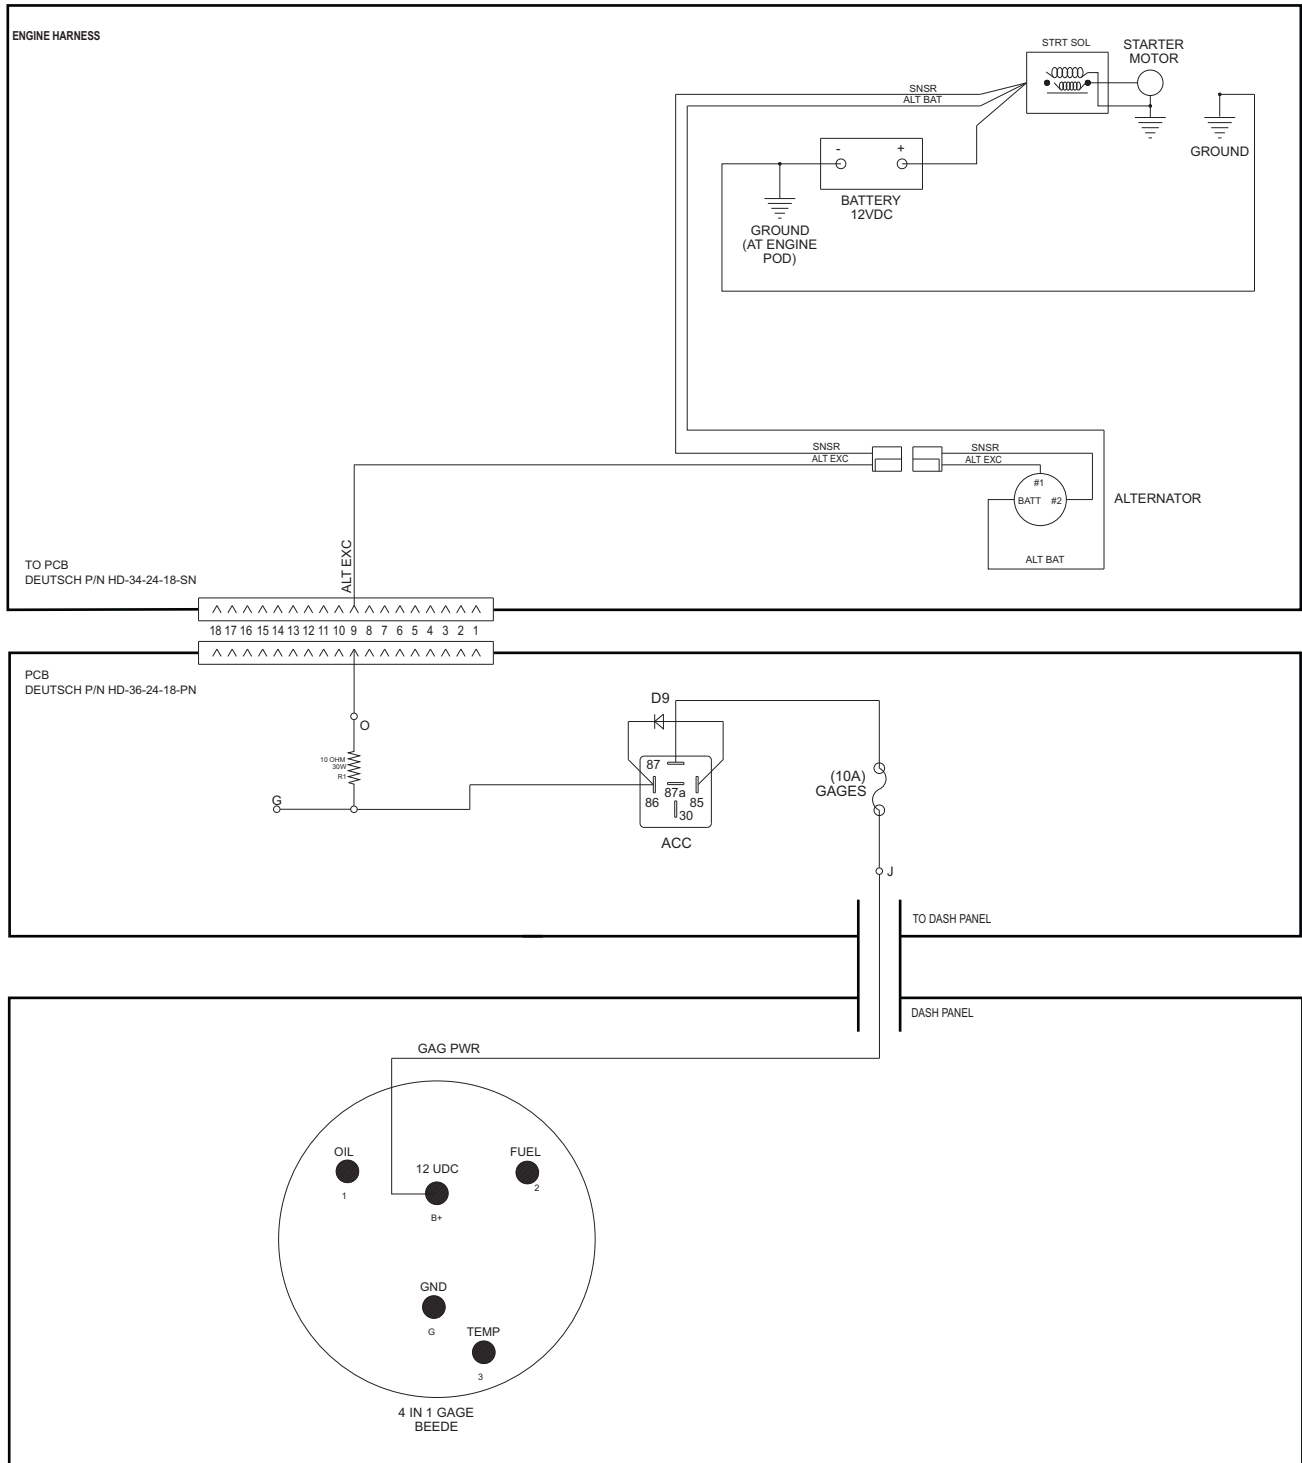 ENGINE HARNESS
STRT SOL
STARTER
MOTOR
SNSR
ALT BAT
GROUND
-
+
BATTERY
12VDC
GROUND
(AT ENGINE
POD)
SNSR
ALT EXC
SNSR
ALT EXC
#1
BATT
#2
ALTERNATOR
ALT BAT
ALT EXC
TO PCB
DEUTSCH P/N HD-34-24-18-SN
18 17 16 15 14 13 12 11 10 9 8 7 6 5 4 3 2 1
PCB
DEUTSCH P/N HD-36-24-18-PN
O
10 OHM
30W
R1
G
D9
87
87a
86
85
30
ACC
(10A)
GAGES
J
TO DASH PANEL
DASH PANEL
GAG PWR
OIL
1
12 UDC
B+
FUEL
2
GND
G
TEMP
3
4 IN 1 GAGE
BEEDE